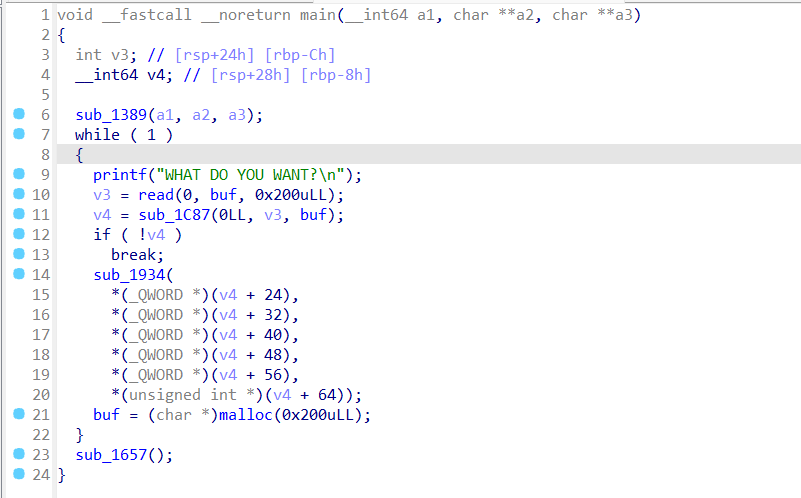 1 void __fastcall __noreturn main(__int64 a1, char **a2, char **a3)
2 {
3 int v3; // [rsp+24h] [rbp-Ch]
4 __int64 v4; // [rsp+28h] [rbp-8h]
5
6 sub_1389(a1, a2, a3);
7 while ( 1 )
8 {
9 printf("WHAT DO YOU WANT?\n");
10 v3 = read(0, buf, 0x200uLL);
11 v4 = sub_1C87(0LL, v3, buf);
12 if ( !v4 )
13 break;
14 sub_1934(
15 *(_QWORD *)(v4 + 24),
16 *(_QWORD *)(v4 + 32),
17 *(_QWORD *)(v4 + 40),
18 *(_QWORD *)(v4 + 48),
19 *(_QWORD *)(v4 + 56),
20 *(unsigned int *)(v4 + 64));
21 buf = (char *)malloc(0x200uLL);
22 }
23 sub_1657();
24 }